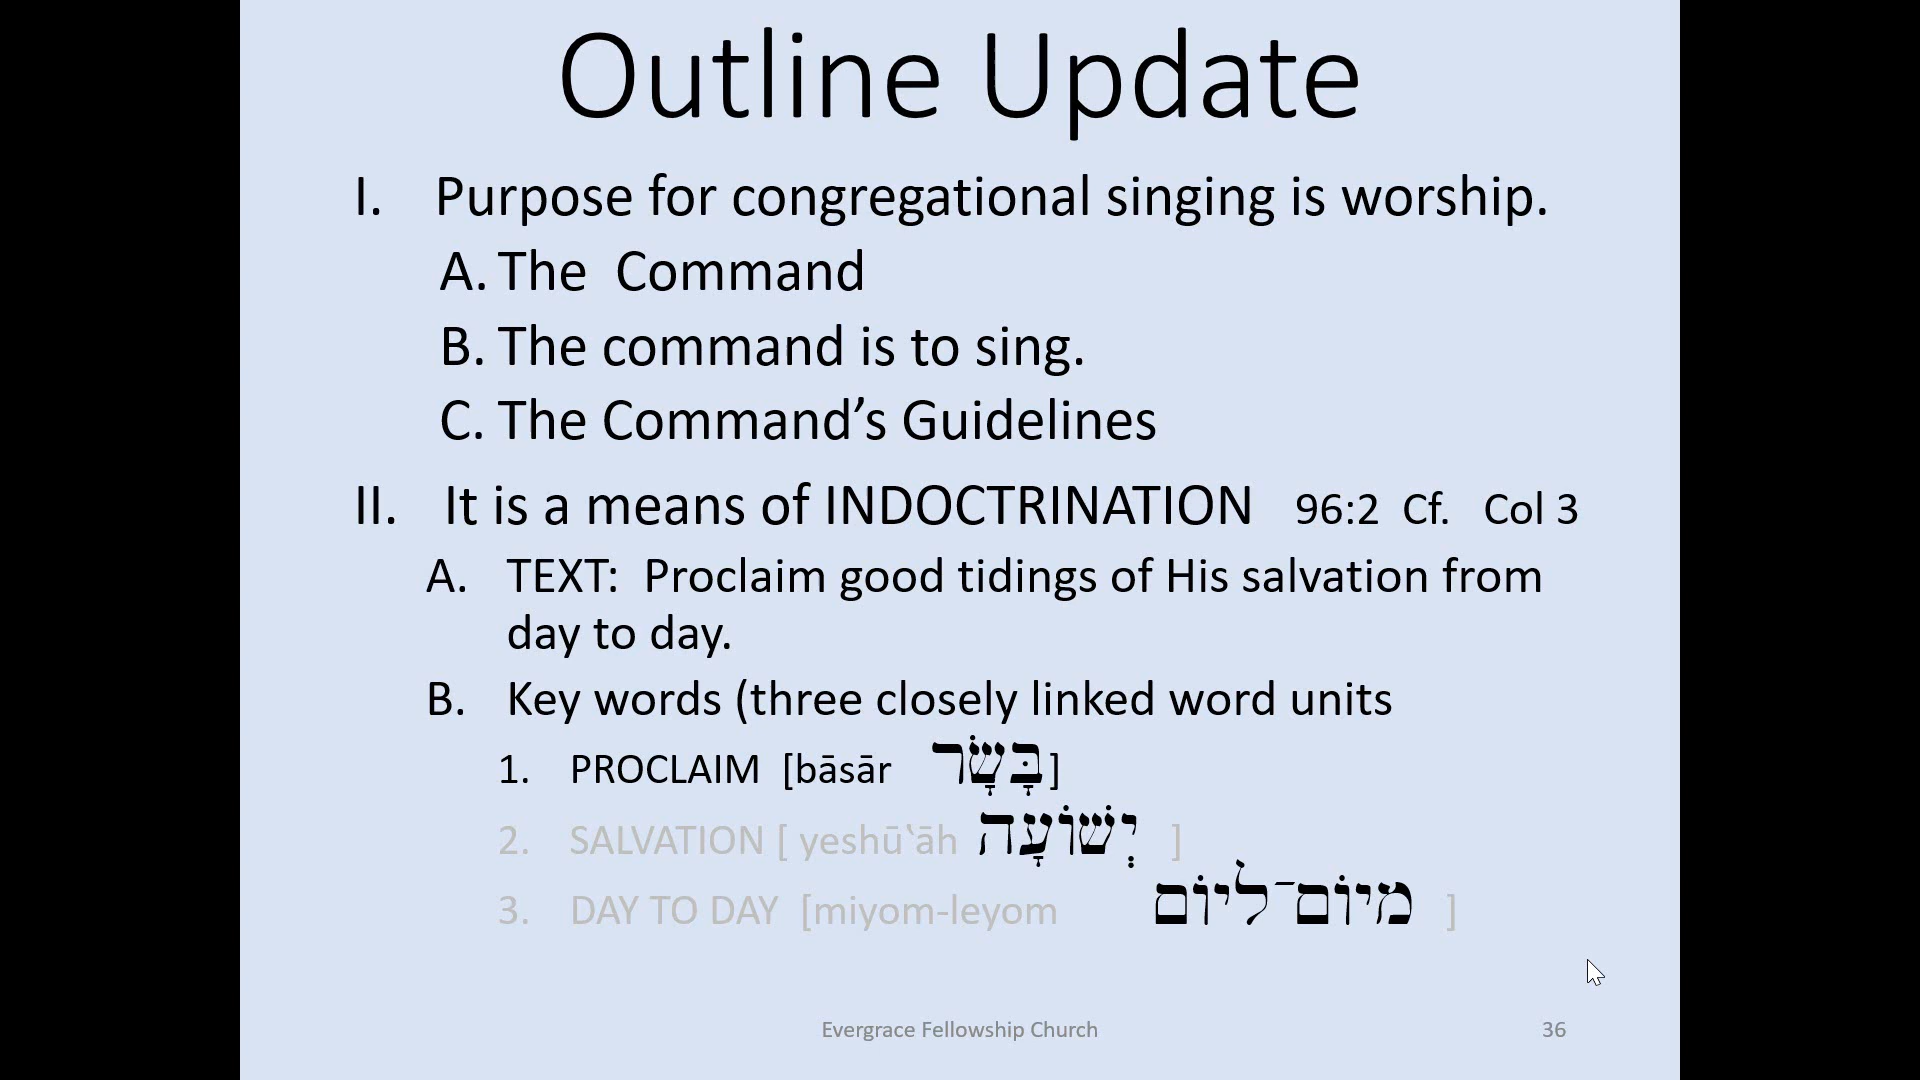 Outline Update
I. Purpose for congregational singing is worship.
A. The  Command
B. The command is to sing.
C. The Command’s Guidelines
II. It is a means of INDOCTRINATION 96:2 Cf. Col 3
A. TEXT: Proclaim good tidings of His salvation from
day to day.
B. Key words (three closely linked word units
1. PROCLAIM [bāsār בָּשָׂר ]
2. SALVATION [ yeshū‛āh יְשׁוֹעָה ]
3. DAY TO DAY [miyom-leyom מיוֹם־ליוֹם ]
Evergrace Fellowship Church
36